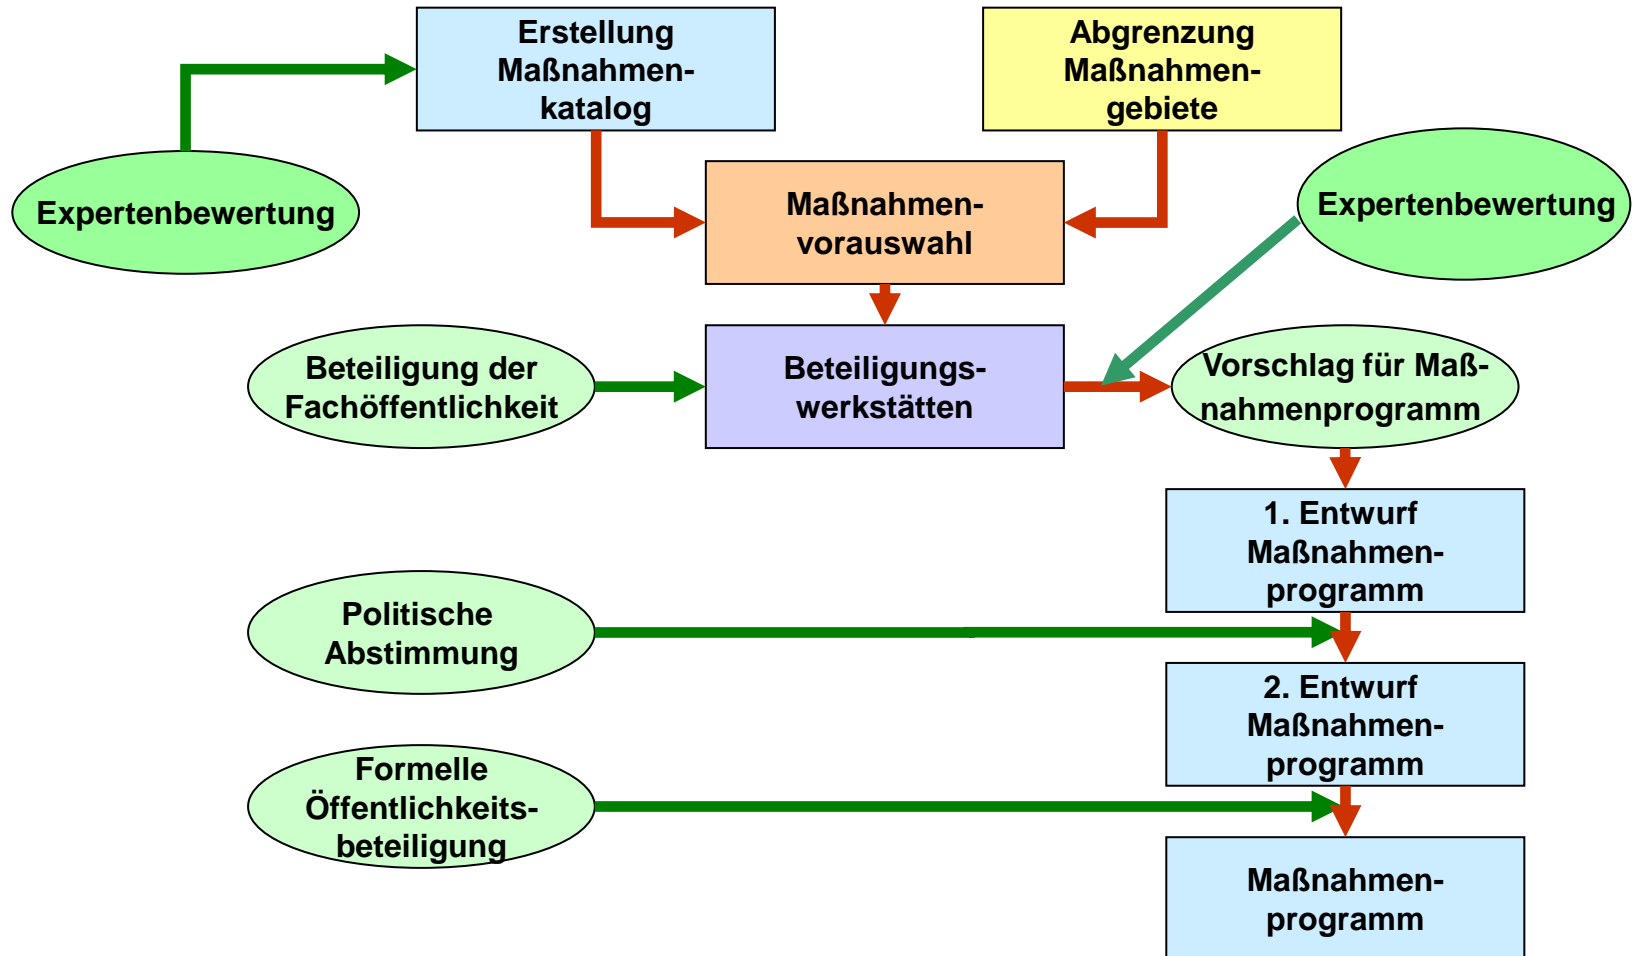 Erstellung
Maßnahmen-
katalog
Abgrenzung
Maßnahmen-
gebiete
Expertenbewertung
Maßnahmen-
vorauswahl
Expertenbewertung
Beteiligung der
Fachöffentlichkeit
Beteiligungs-
werkstätten
Vorschlag für Maß-
nahmenprogramm
1. Entwurf
Maßnahmen-
programm
Politische
Abstimmung
2. Entwurf
Maßnahmen-
programm
Formelle
Öffentlichkeits-
beteiligung
Maßnahmen-
programm